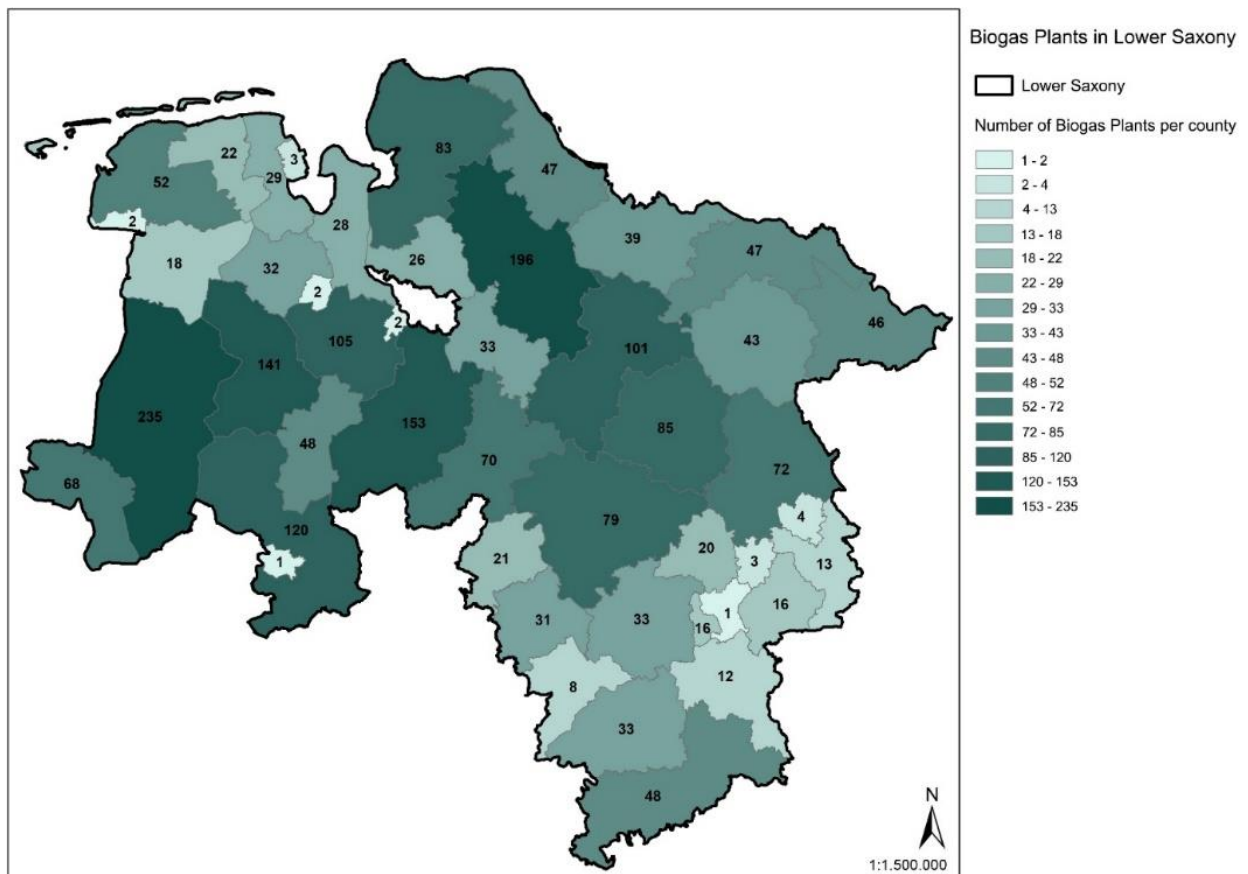 Biogas Plants in Lower Saxony
Lower Saxony
Number of Biogas Plants per county
1 - 2
2 - 4
4 - 13
13 - 18
18 - 22
22 - 29
29 - 33
33 - 43
43 - 48
48 - 52
52 - 72
72 - 85
85 - 120
120 - 153
153 - 235
83
47
22
3
29
52
2
28
18
32
26
196
39
47
2
2
46
105
33
101
43
141
235
153
85
48
70
68
72
79
120
4
1
21
20
3
13
31
33
16
1
16
8
12
33
48
N
1:1.500.000